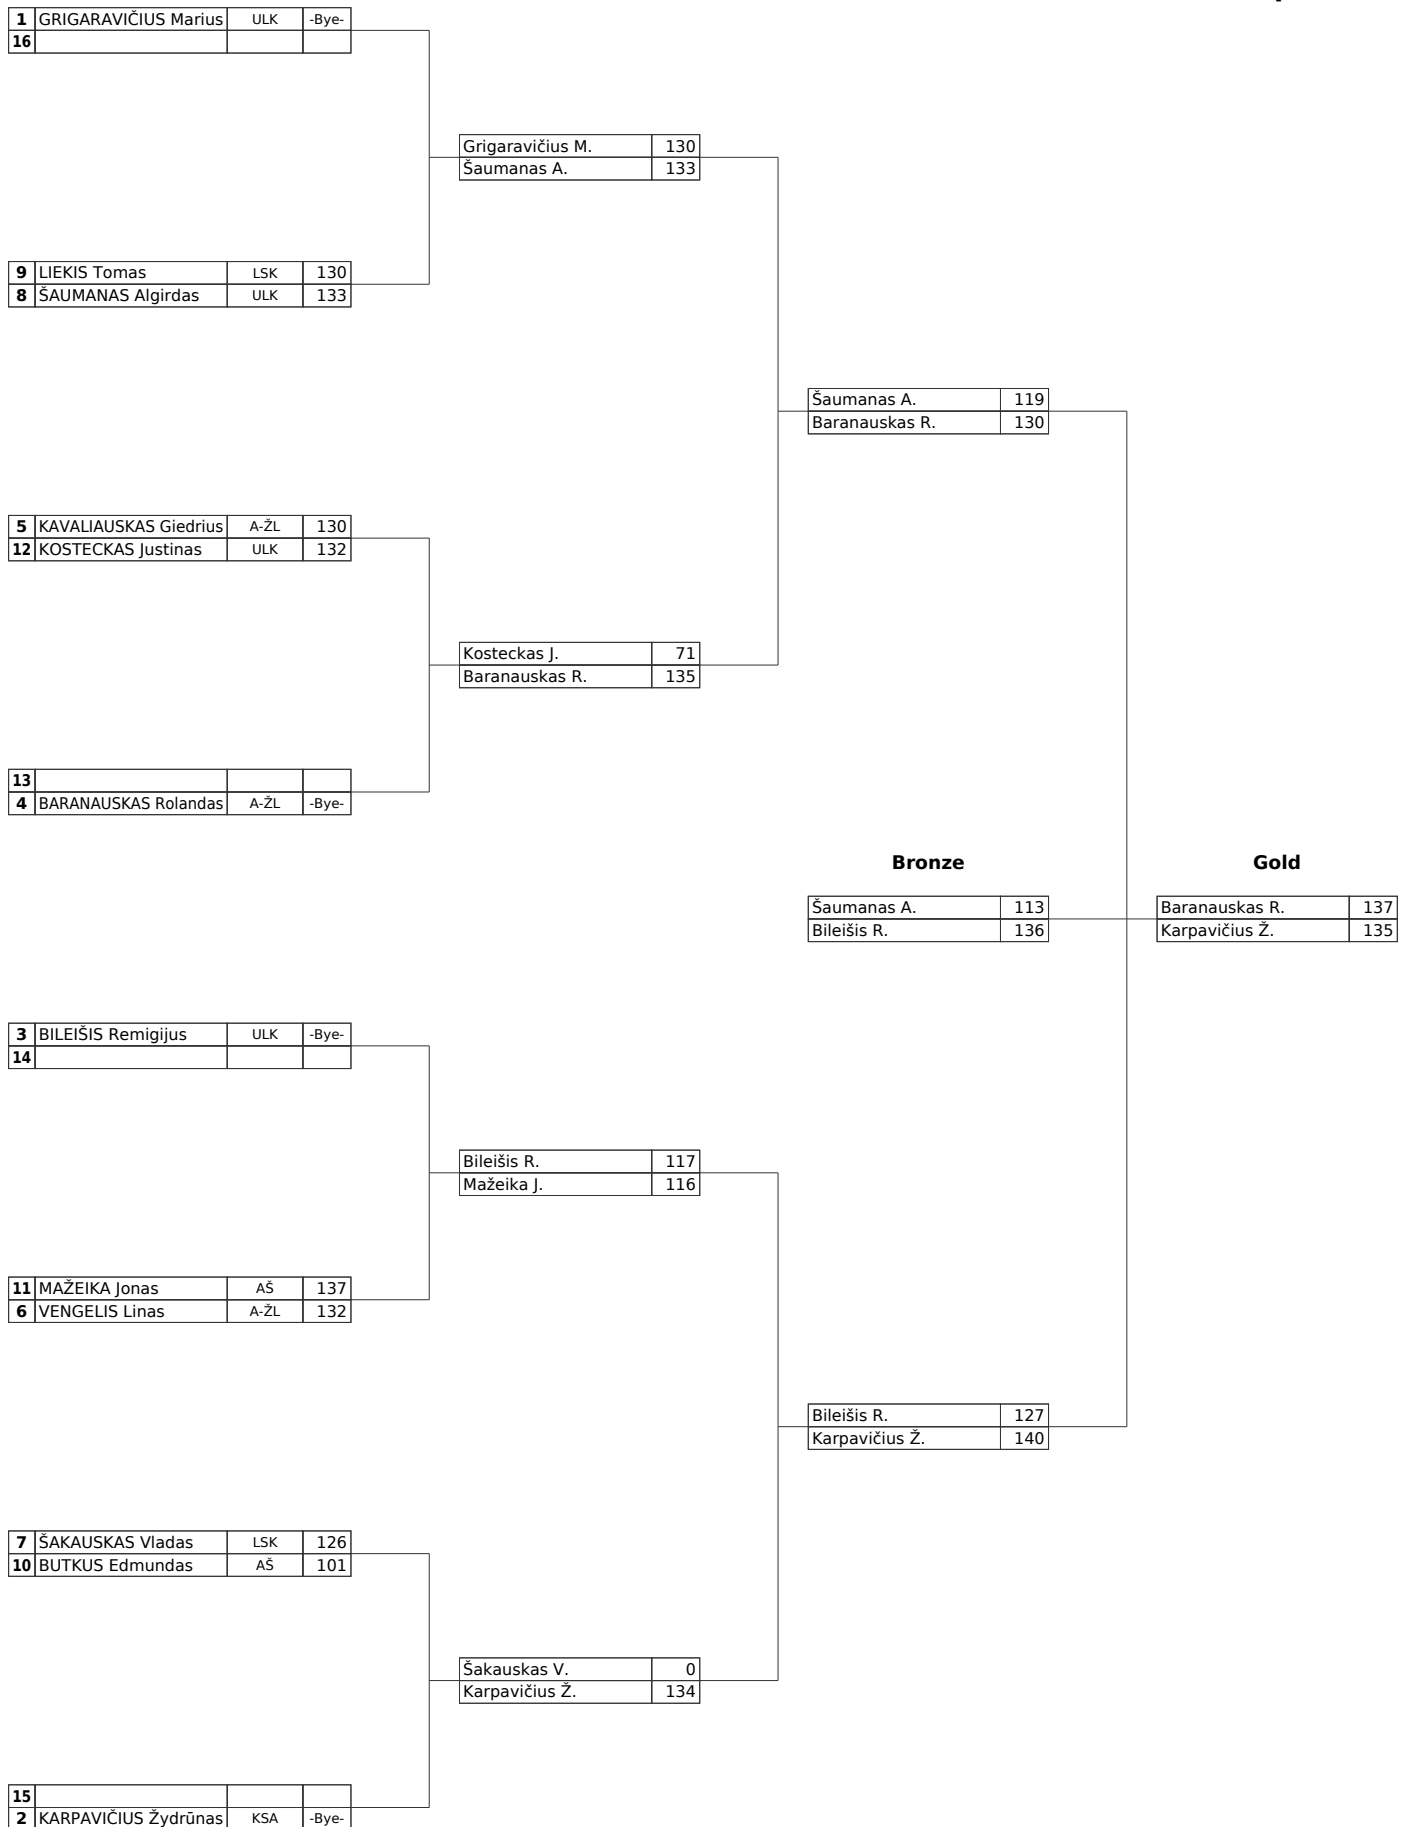 1 GRIGARAVIČIUS Marius ULK -Bye-
16
Grigaravičius M. 130
Šaumanas A. 133
9 LIEKIS Tomas LSK 130
8 ŠAUMANAS Algirdas ULK 133
Šaumanas A. 119
Baranauskas R. 130
5 KAVALIAUSKAS Giedrius A-ŽL 130
12 KOSTECKAS Justinas ULK 132
Kosteckas J. 71
Baranauskas R. 135
13
4 BARANAUSKAS Rolandas A-ŽL -Bye-
Bronze Gold
Šaumanas A. 113 Baranauskas R. 137
Bileišis R. 136 Karpavičius Ž. 135
3 BILEIŠIS Remigijus ULK -Bye-
14
Bileišis R. 117
Mažeika J. 116
11 MAŽEIKA Jonas AŠ 137
6 VENGELIS Linas A-ŽL 132
Bileišis R. 127
Karpavičius Ž. 140
7 ŠAKAUSKAS Vladas LSK 126
10 BUTKUS Edmundas AŠ 101
Šakauskas V. 0
Karpavičius Ž. 134
15
2 KARPAVIČIUS Žydrūnas KSA -Bye-